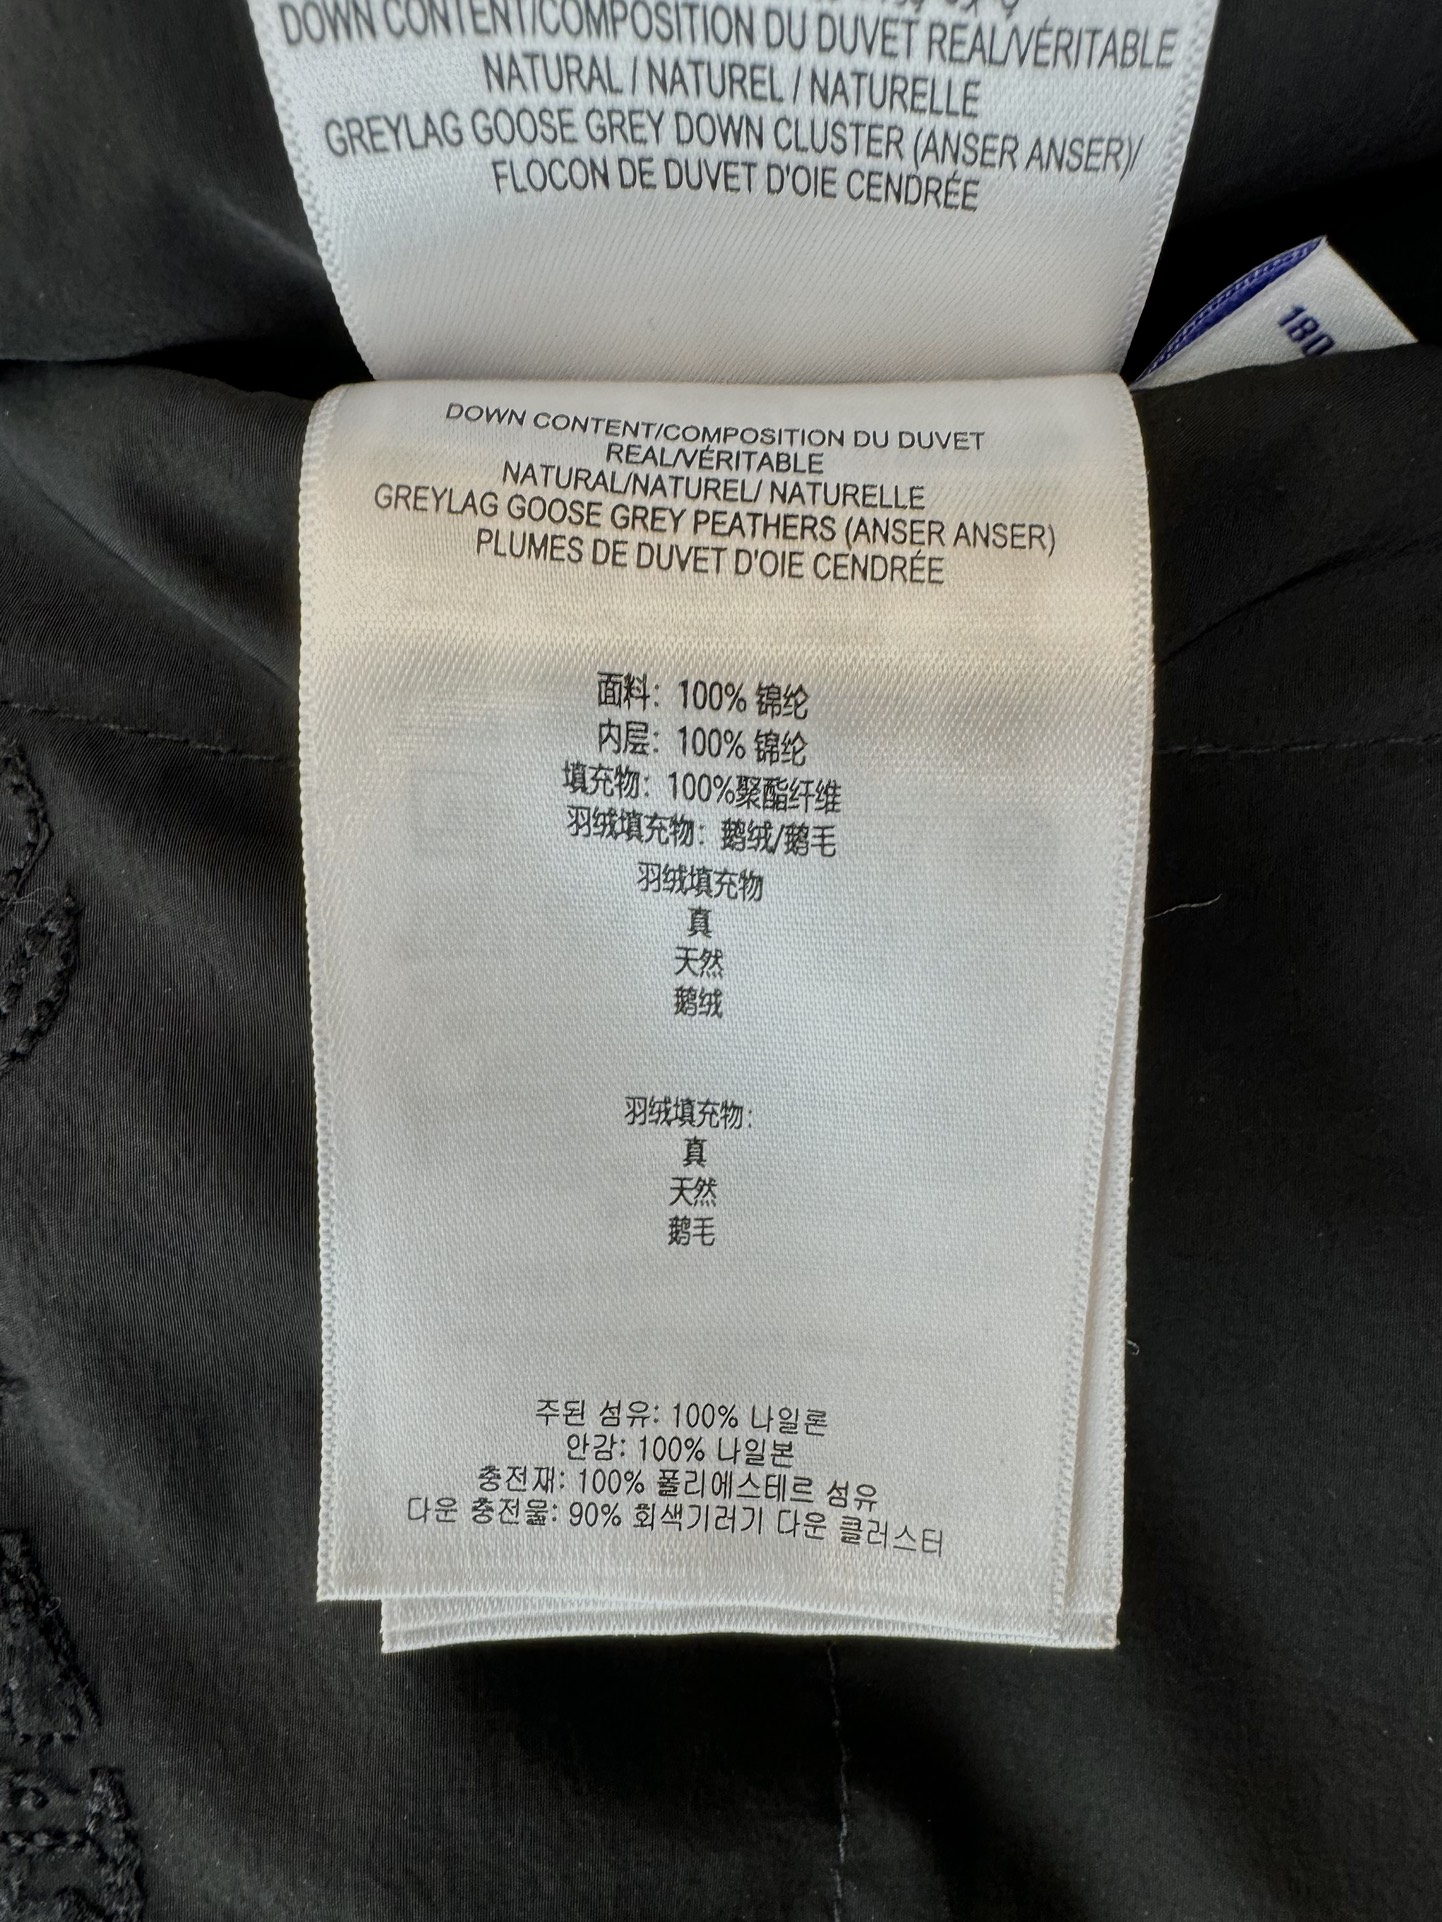 DOWN CONTENT/COMPOSITION DU DUVET REAL/VÉRITABLE
NATURAL / NATUREL / NATURELLE
GREYLAG GOOSE GREY DOWN CLUSTER (ANSER ANSER)/
FLOCON DE DUVET D'OIE CENDRÉE
180
DOWN CONTENT/COMPOSITION DU DUVET
REAL/VÉRITABLE
NATURAL/NATUREL/ NATURELLE
GREYLAG GOOSE GREY PEATHERS (ANSER ANSER)
PLUMES DE DUVET D'OIE CENDRÉE
面料: 100% 锦纶
内层: 100% 锦纶
填充物: 100%聚酯纤维
羽绒填充物: 鹅绒/鹅毛
羽绒填充物
真
天然
鹅绒
羽绒填充物:
真
天然
鹅毛
주된 섬유: 100% 나일론
안감: 100% 나일본
충전재: 100% 폴리에스테르 섬유
다운 충전물: 90% 회색기러기 다운 클러스터